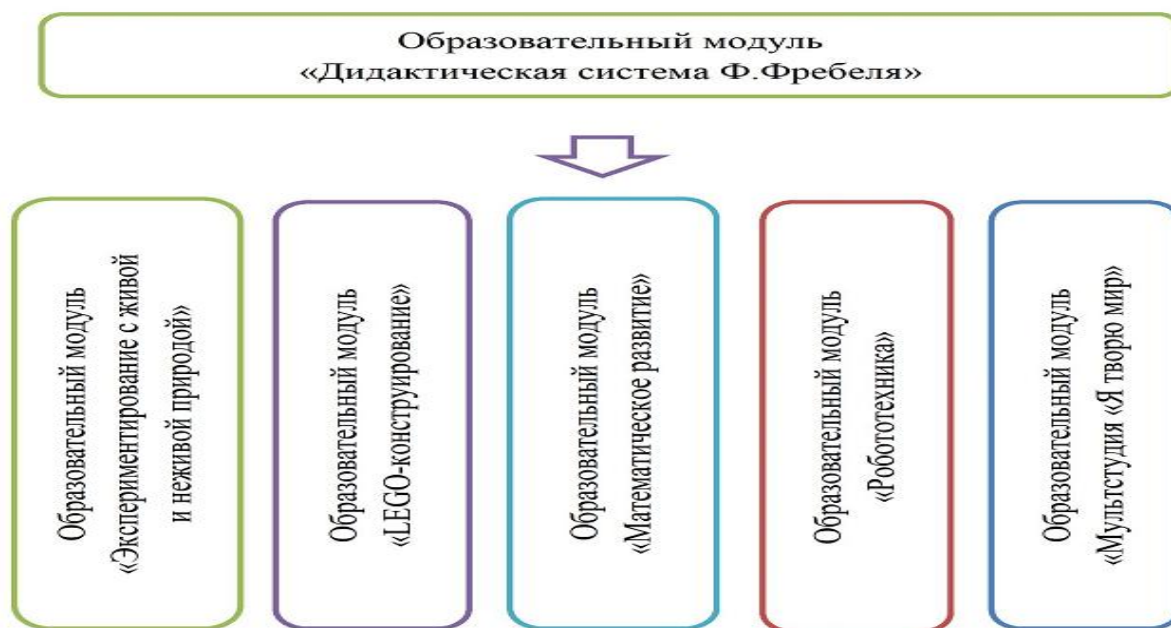 Образовательный модуль
«Дидактическая система Ф.Фребеля»
Образовательный модуль
«Экспериментирование с живой
и неживой природой»
Образовательный модуль
«LEGO-конструирование»
Образовательный модуль
«Математическое развитие»
Образовательный модуль
«Робототехника»
Образовательный модуль
«Мультстудия «Я творю мир»